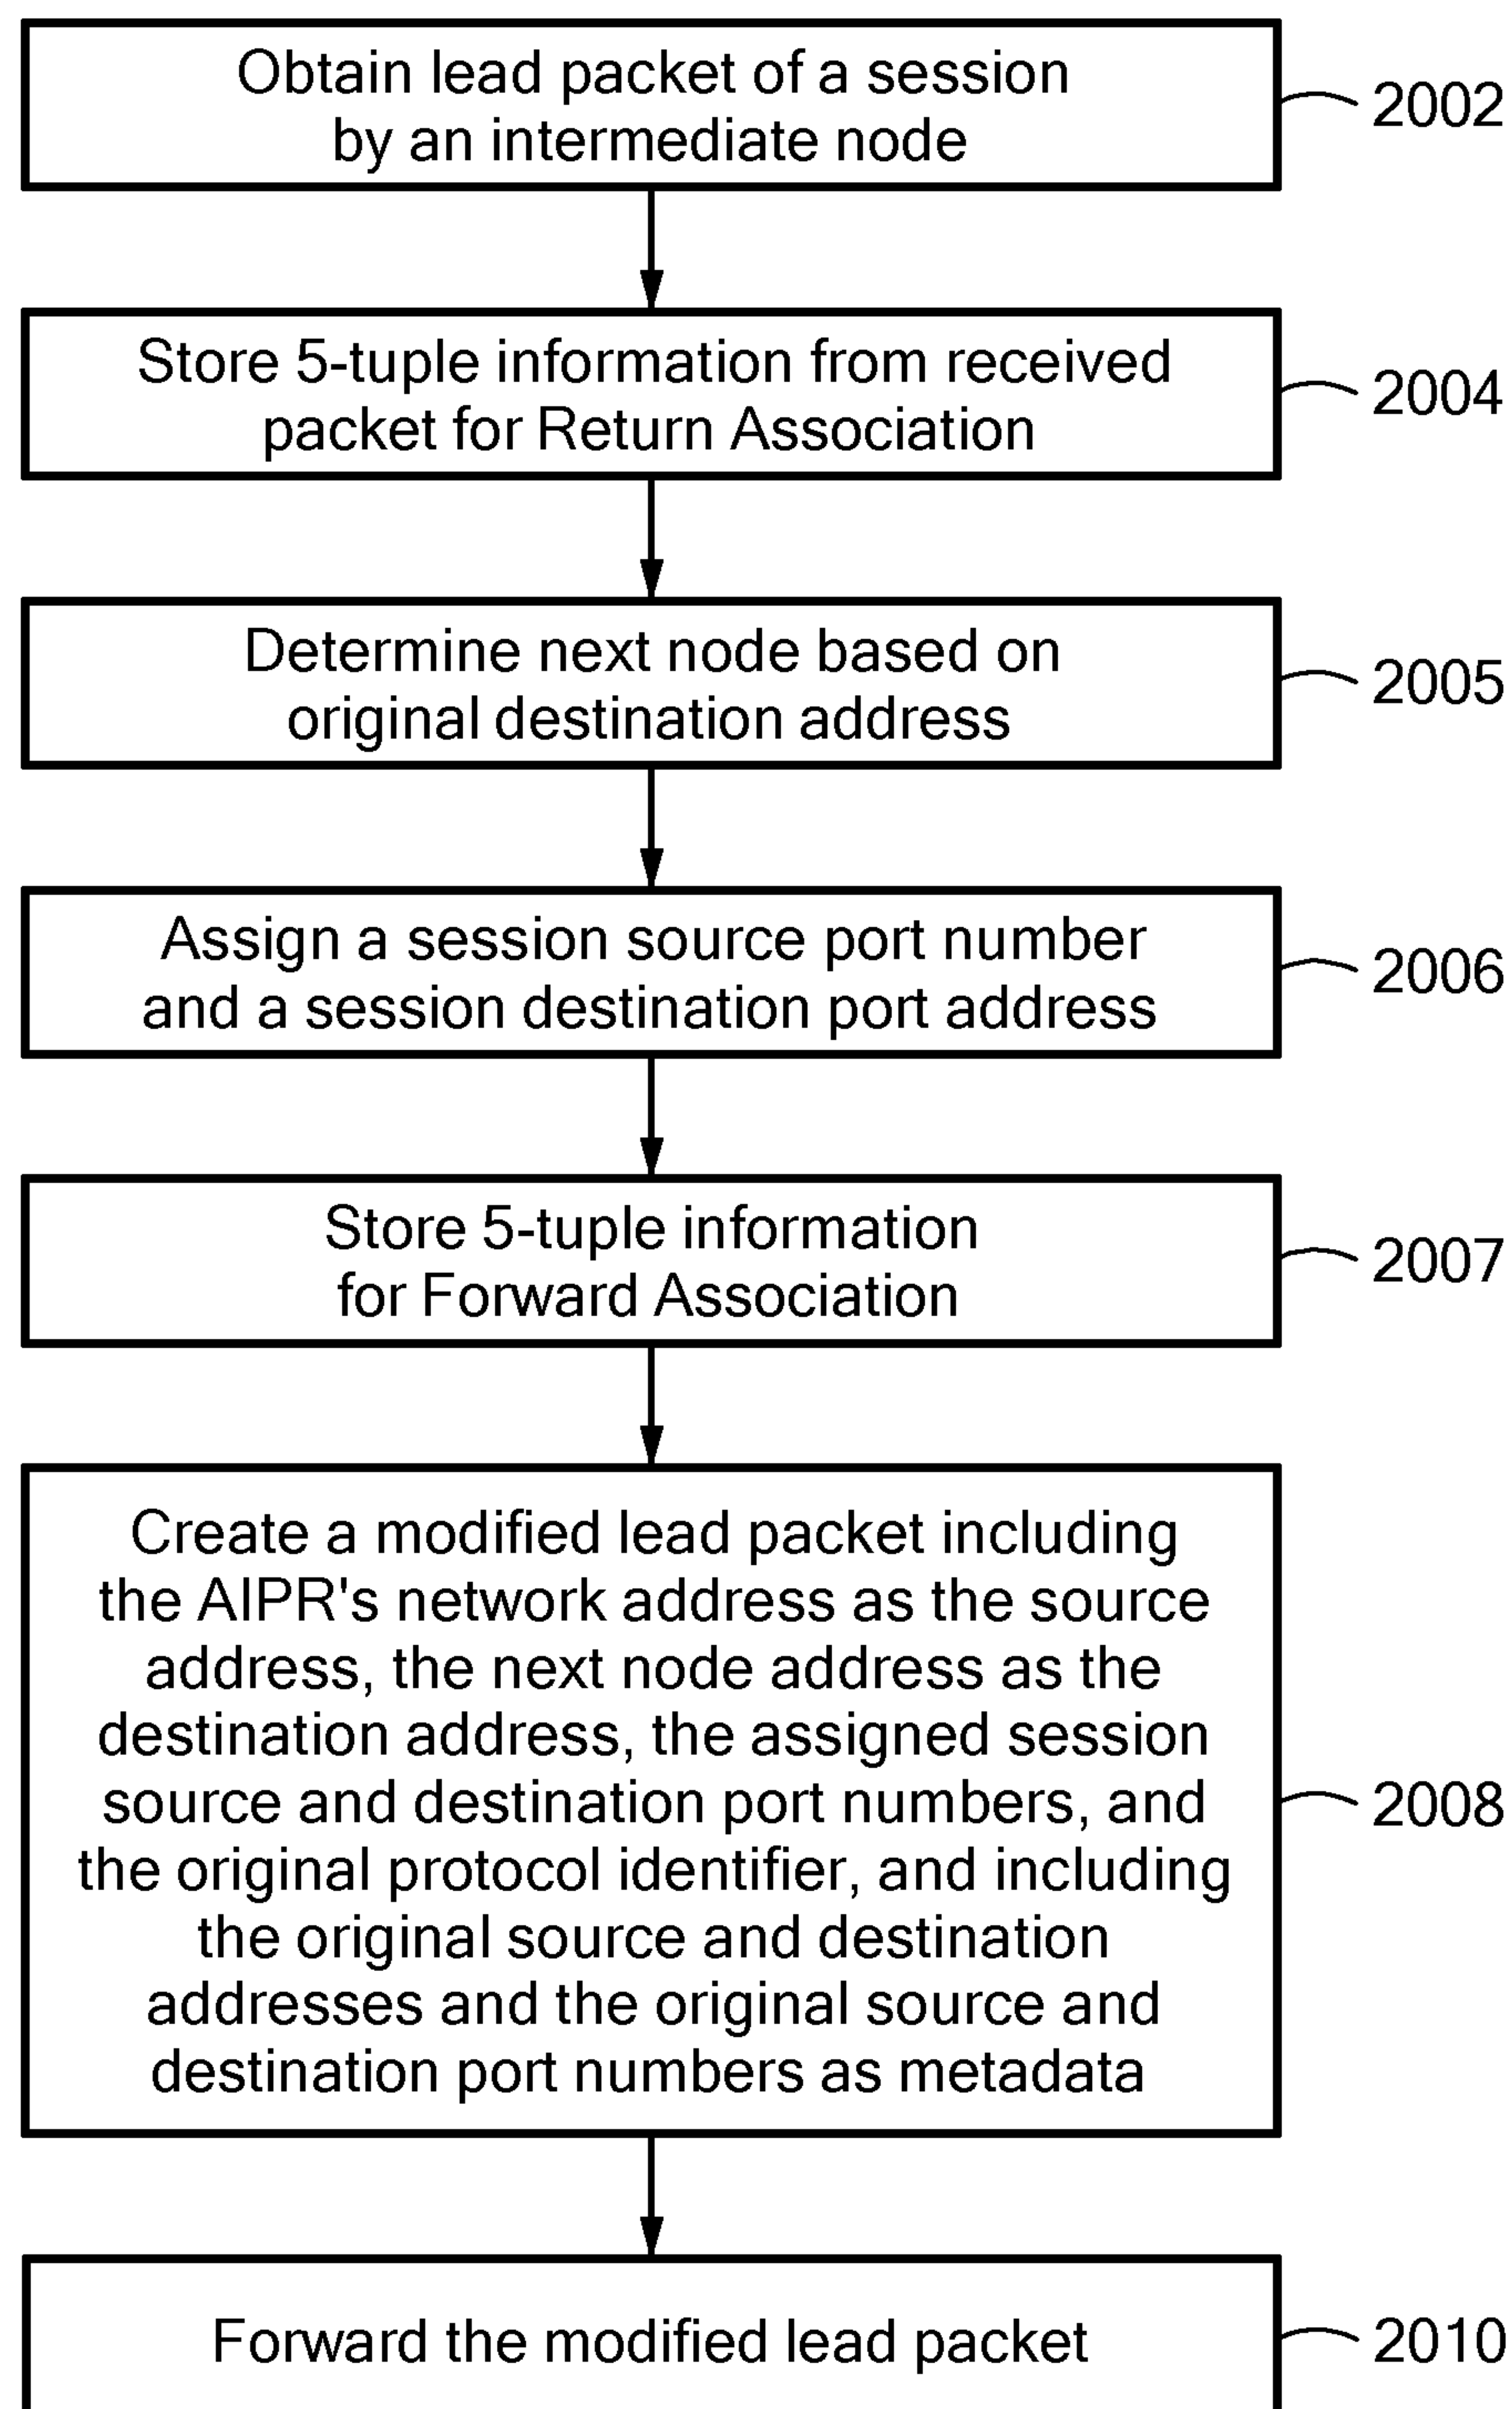 Obtain lead packet of a session
by an intermediate node
2002
Store 5-tuple information from received
packet for Return Association
2004
Determine next node based on
original destination address
2005
Assign a session source port number
and a session destination port address
2006
Store 5-tuple information
for Forward Association
2007
Create a modified lead packet including
the AIPR's network address as the source
address, the next node address as the
destination address, the assigned session
source and destination port numbers, and
the original protocol identifier, and including
the original source and destination
addresses and the original source and
destination port numbers as metadata
2008
Forward the modified lead packet
2010